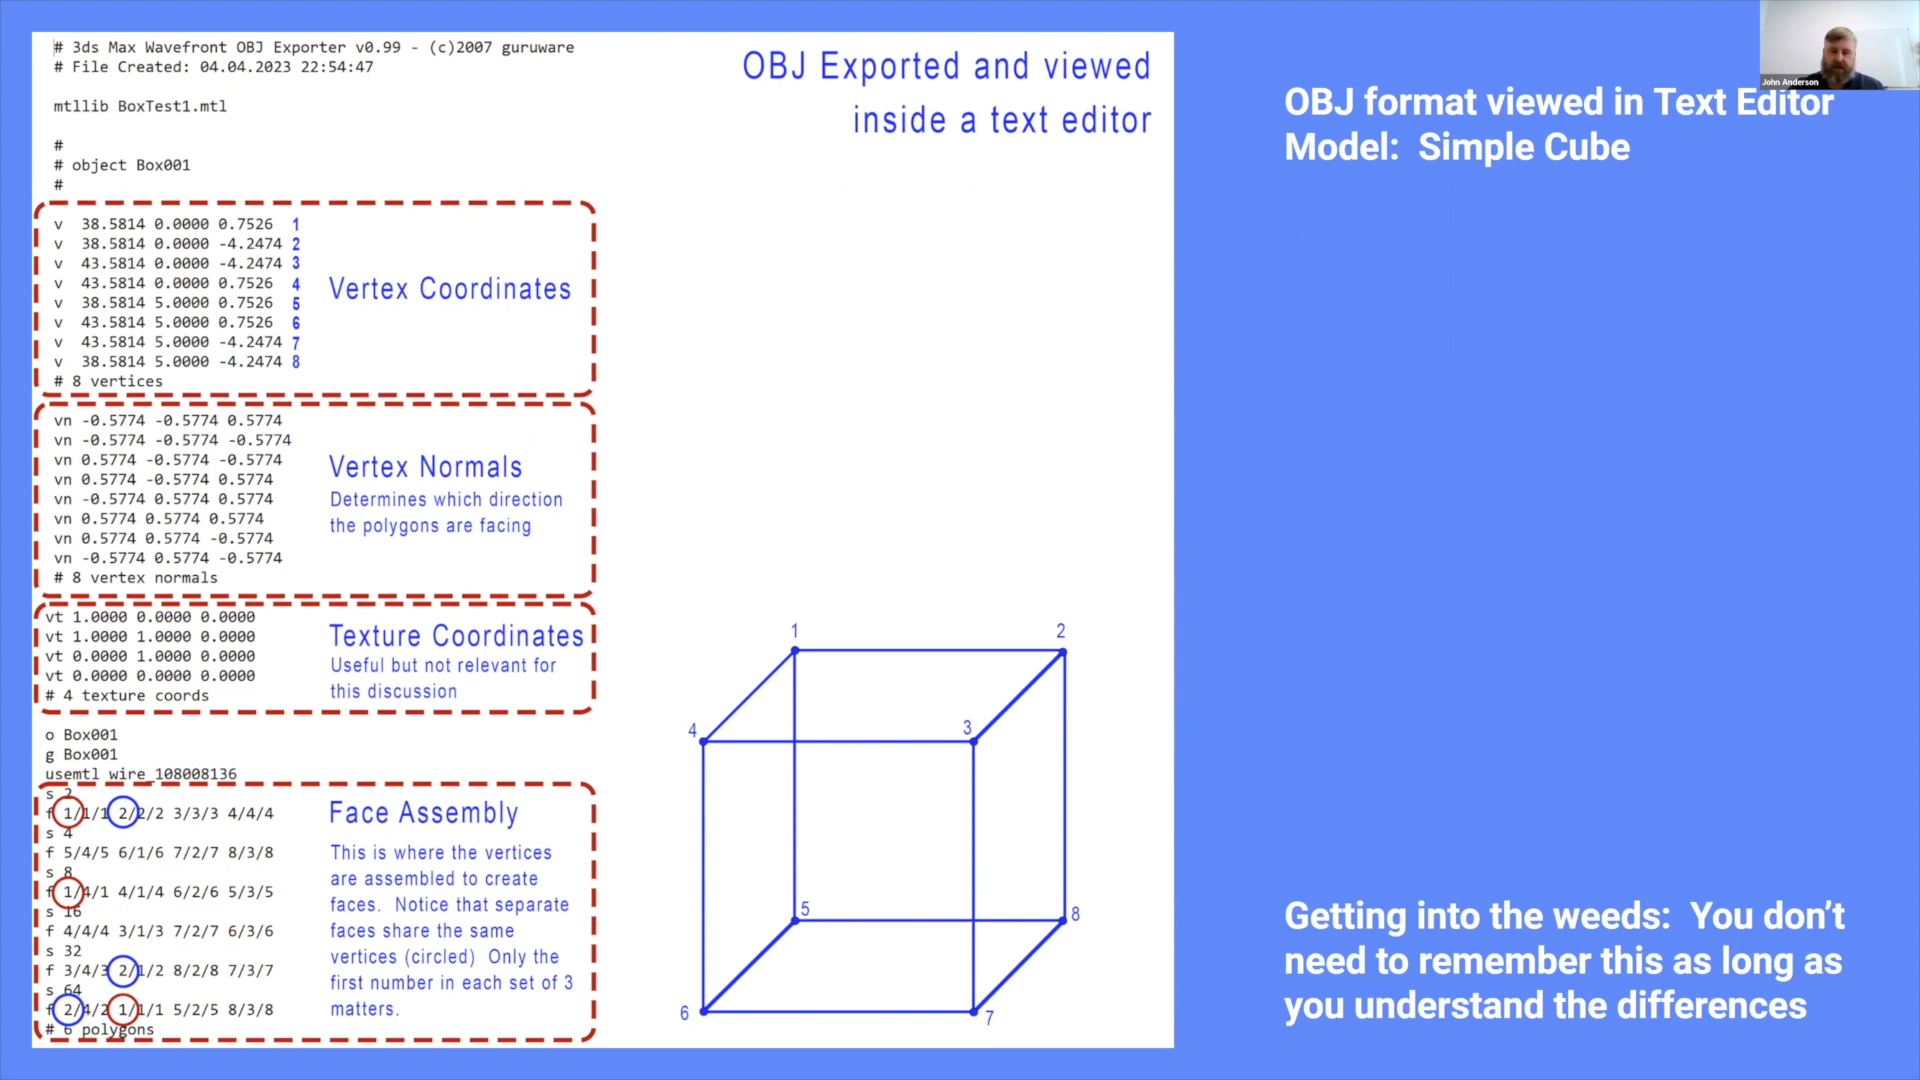 # 3ds Max Wavefront OBJ Exporter v0.99 - (c)2007 guruware
# File Created: 04.04.2023 22:54:47
mtllib BoxTest1.mtl
#
# object Box001
#
v  38.5814 0.0000 0.7526  1
v  38.5814 0.0000 -4.2474 2
v  43.5814 0.0000 -4.2474 3
v  43.5814 0.0000 0.7526  4
v  38.5814 5.0000 0.7526  5
v  43.5814 5.0000 0.7526  6
v  43.5814 5.0000 -4.2474 7
v  38.5814 5.0000 -4.2474 8
# 8 vertices
Vertex Coordinates
vn -0.5774 -0.5774 0.5774
vn -0.5774 -0.5774 -0.5774
vn 0.5774 -0.5774 -0.5774
vn 0.5774 -0.5774 0.5774
vn -0.5774 0.5774 0.5774
vn 0.5774 0.5774 0.5774
vn 0.5774 0.5774 -0.5774
vn -0.5774 0.5774 -0.5774
# 8 vertex normals
Vertex Normals
Determines which direction
the polygons are facing
vt 1.0000 0.0000 0.0000
vt 1.0000 1.0000 0.0000
vt 0.0000 1.0000 0.0000
vt 0.0000 0.0000 0.0000
# 4 texture coords
Texture Coordinates
Useful but not relevant for
this discussion
o Box001
g Box001
usemtl wire_108008136
s 2
f 1/1/1 2/2/2 3/3/3 4/4/4
s 4
f 5/4/5 6/1/6 7/2/7 8/3/8
s 8
f 1/4/1 4/1/4 6/2/6 5/3/5
s 16
f 4/4/4 3/1/3 7/2/7 6/3/6
s 32
f 3/4/3 2/1/2 8/2/8 7/3/7
s 64
f 2/4/2 1/1/1 5/2/5 8/3/8
# 6 polygons
Face Assembly
This is where the vertices
are assembled to create
faces.  Notice that separate
faces share the same
vertices (circled)  Only the
first number in each set of 3
matters.
OBJ Exported and viewed
inside a text editor
1
2
3
4
5
8
6
7
John Anderson
OBJ format viewed in Text Editor
Model:  Simple Cube
Getting into the weeds:  You don’t
need to remember this as long as
you understand the differences